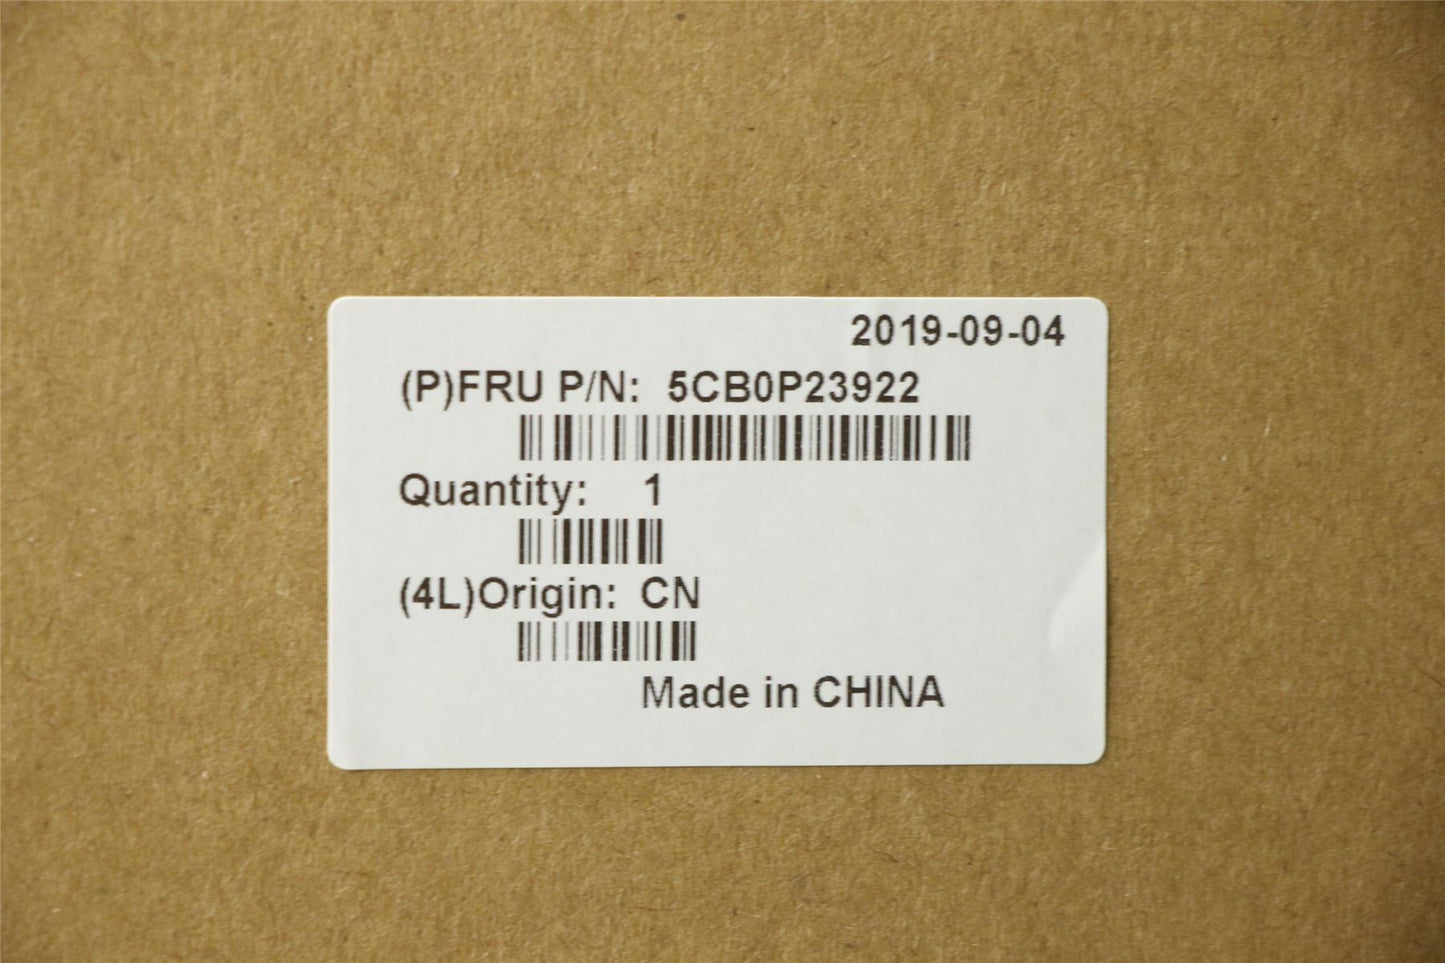 2019-09-04
(P)FRU P/N: 5CB0P23922
Quantity: 1
(4L)Origin: CN
Made in CHINA